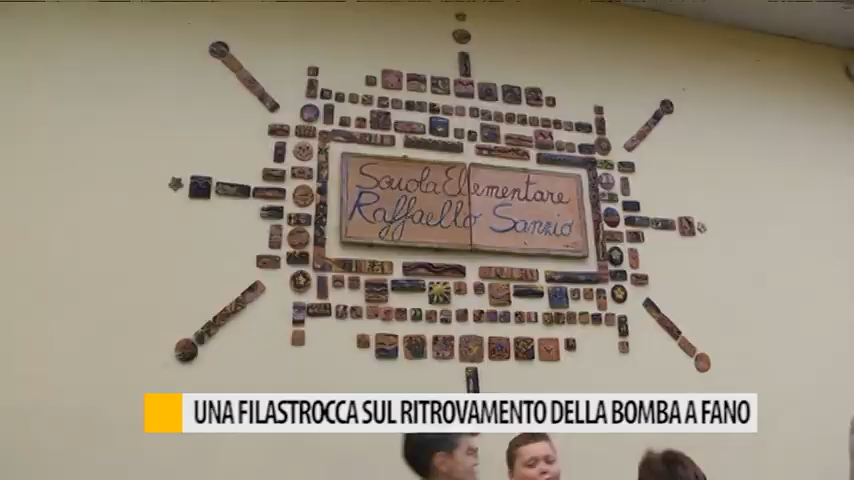 Scuola Elementare
Raffaello Sanzio
UNA FILASTROCCA SUL RITROVAMENTO DELLA BOMBA A FANO